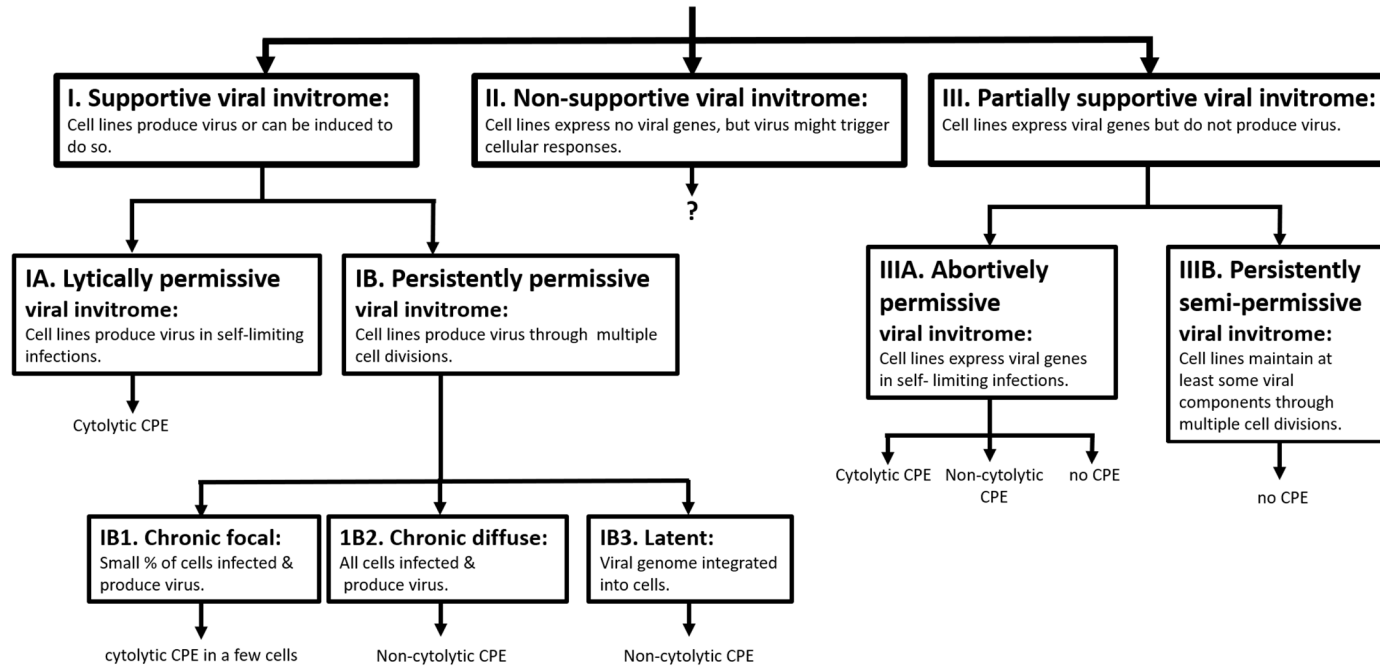 I. Supportive viral invitrome:
Cell lines produce virus or can be induced to
do so.
II. Non-supportive viral invitrome:
Cell lines express no viral genes, but virus might trigger
cellular responses.
?
III. Partially supportive viral invitrome:
Cell lines express viral genes but do not produce virus.
IA. Lytically permissive
viral invitrome:
Cell lines produce virus in self-limiting
infections.
Cytolytic CPE
IB. Persistently permissive
viral invitrome:
Cell lines produce virus through multiple
cell divisions.
IIIA. Abortively
permissive
viral invitrome:
Cell lines express viral genes
in self- limiting infections.
Cytolytic CPE
Non-cytolytic
CPE
no CPE
IIIB. Persistently
semi-permissive
viral invitrome:
Cell lines maintain at
least some viral
components through
multiple cell divisions.
no CPE
IB1. Chronic focal:
Small % of cells infected &
produce virus.
cytolytic CPE in a few cells
1B2. Chronic diffuse:
All cells infected &
produce virus.
Non-cytolytic CPE
IB3. Latent:
Viral genome integrated
into cells.
Non-cytolytic CPE